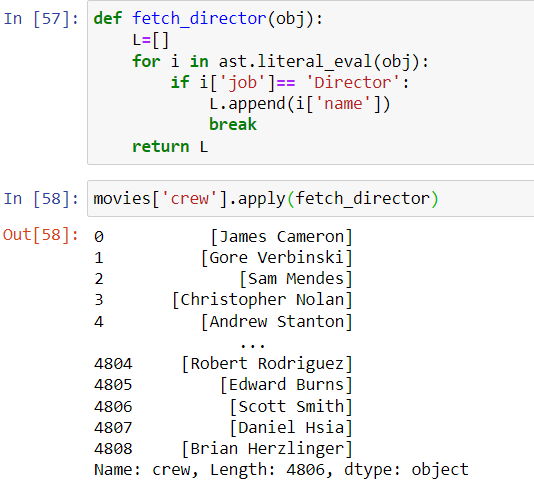 In [57]: def fetch_director(obj):
    L=[]
    for i in ast.literal_eval(obj):
        if i['job']== 'Director':
            L.append(i['name'])
            break
    return L
In [58]: movies['crew'].apply(fetch_director)
Out[58]: 0          [James Cameron]
1         [Gore Verbinski]
2             [Sam Mendes]
3      [Christopher Nolan]
4         [Andrew Stanton]
...
4804     [Robert Rodriguez]
4805         [Edward Burns]
4806          [Scott Smith]
4807          [Daniel Hsia]
4808     [Brian Herzlinger]
Name: crew, Length: 4806, dtype: object